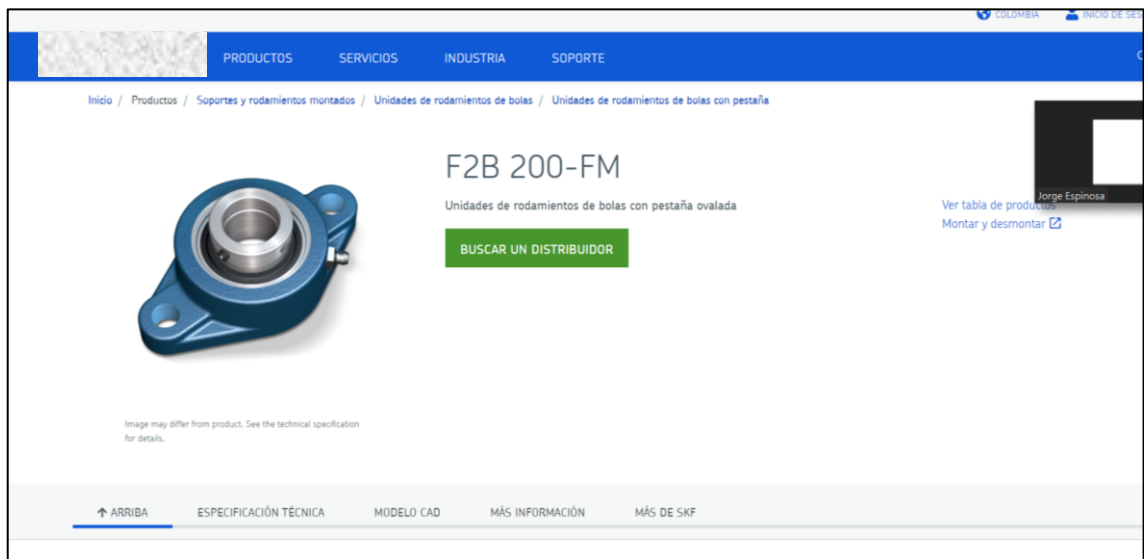 COLOMBIA INICIO DE SES
PRODUCTOS SERVICIOS INDUSTRIA SOPORTE
Inicio / Productos / Soportes y rodamientos montados / Unidades de rodamientos de bolas / Unidades de rodamientos de bolas con pestaña
F2B 200-FM
Unidades de rodamientos de bolas con pestaña ovalada
BUSCAR UN DISTRIBUIDOR
Jorge Espinosa
Ver tabla de productos
Montar y desmontar
Image may differ from product. See the technical specification
for details.
ARRIBA ESPECIFICACIÓN TÉCNICA MODELO CAD MÁS INFORMACIÓN MÁS DE SKF